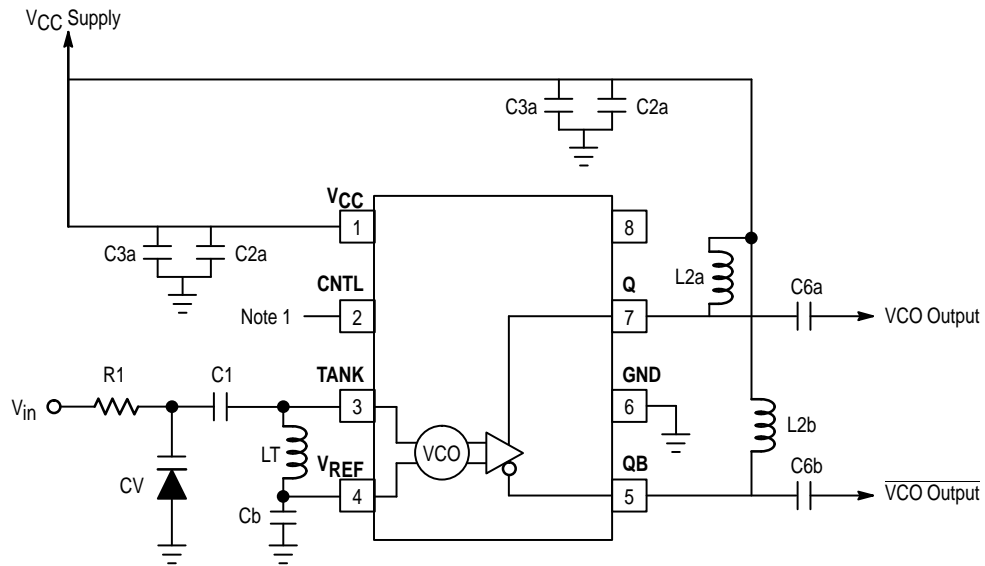 VCC Supply
C3a
C2a
VCC
1
8
C3a
C2a
L2a
CNTL
Q
C6a
Note 1
2
7
VCO Output
R1
C1
TANK
GND
Vin
3
6
L2b
LT
VCO
CV
VREF
QB
C6b
4
5
VCO Output
Cb